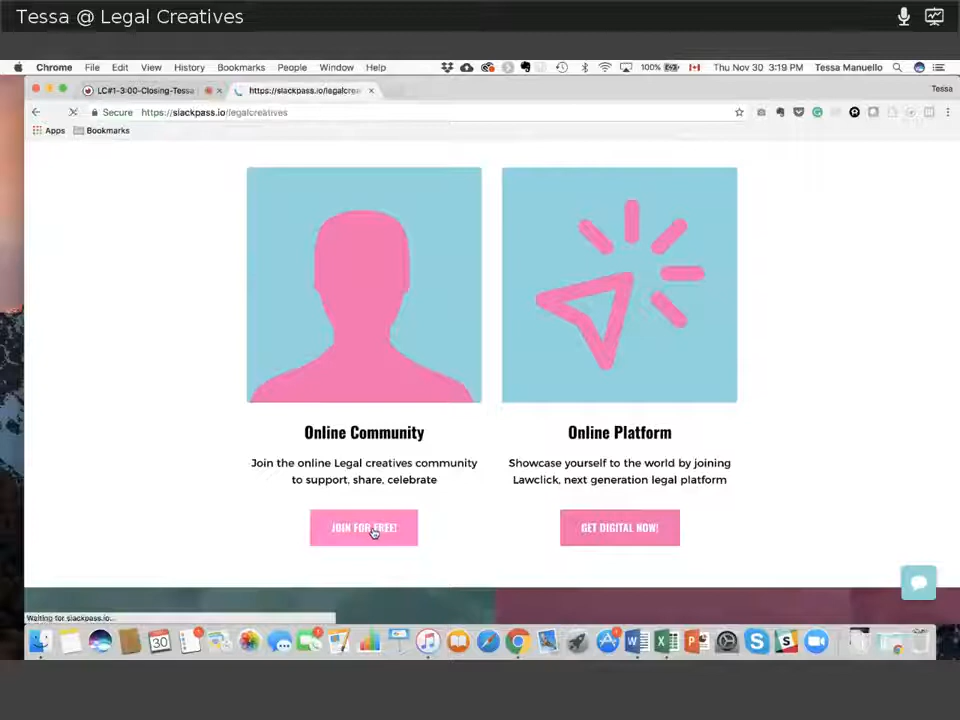 Tessa @ Legal Creatives
Chrome File Edit View History Bookmarks People Window Help 100% Thu Nov 30 3:19 PM Tessa Manuello
LC#1-3:00-Closing-Tessa https://slackpass.io/legalcrea Tessa
Secure https://slackpass.io/legalcreatives
Apps Bookmarks
Online Community
Join the online Legal creatives community
to support, share, celebrate
JOIN FOR FREE!
Online Platform
Showcase yourself to the world by joining
Lawclick, next generation legal platform
GET DIGITAL NOW!
Waiting for slackpass.io...
30